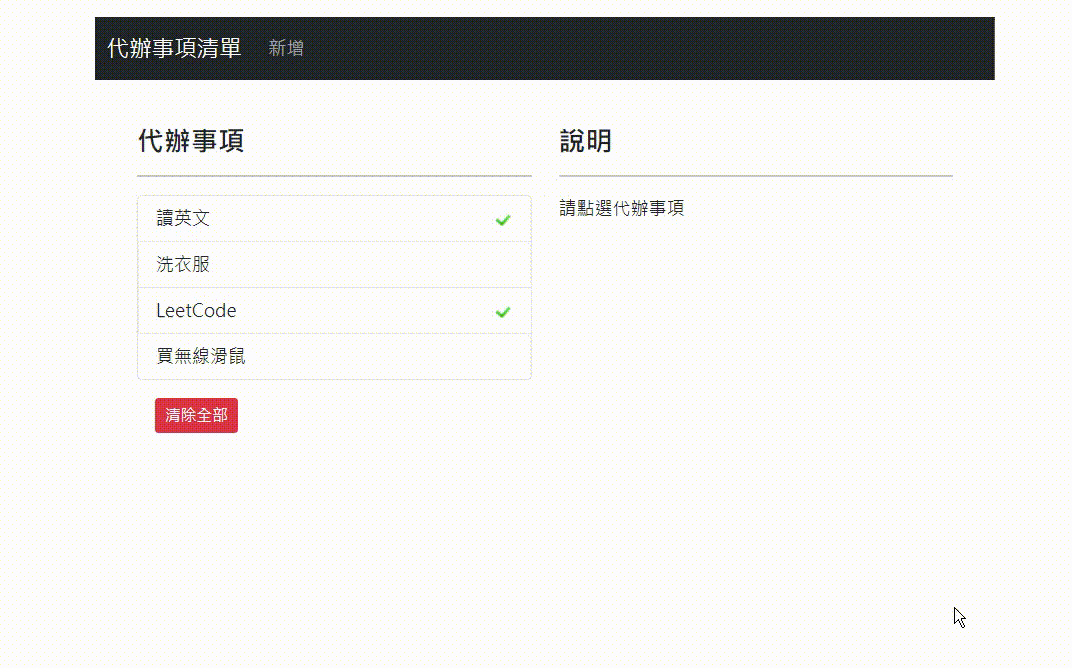 代辦事項清單 新增
代辦事項
讀英文
洗衣服
LeetCode
買無線滑鼠
清除全部
說明
請點選代辦事項